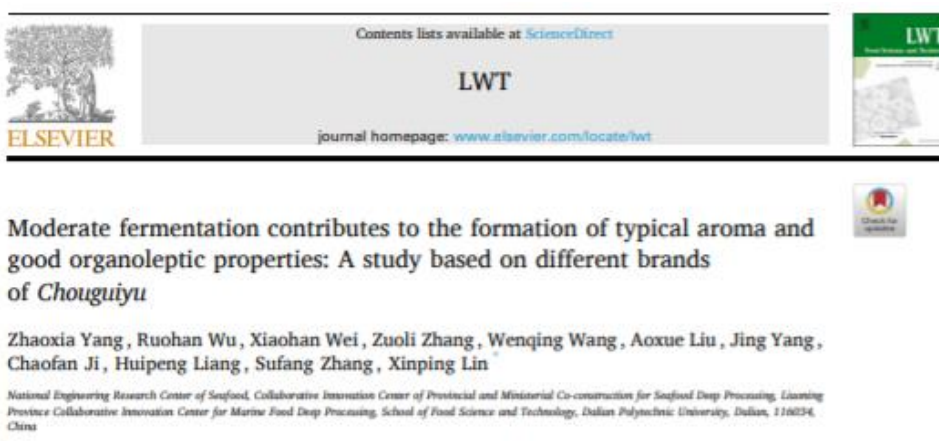 Contents lists available at ScienceDirect
LWT
journal homepage: www.elsevier.com/locate/lwt
ELSEVIER
LWT
Check for
updates
Moderate fermentation contributes to the formation of typical aroma and
good organoleptic properties: A study based on different brands
of Chouguiyu
Zhaoxia Yang, Ruohan Wu, Xiaohan Wei, Zuoli Zhang, Wenqing Wang, Aoxue Liu, Jing Yang,
Chaofan Ji, Huipeng Liang, Sufang Zhang, Xinping Lin *
National Engineering Research Center of Seafood, Collaborative Innovation Center of Provincial and Ministerial Co-construction for Seafood Deep Processing, Liaoning
Province Collaborative Innovation Center for Marine Food Deep Processing, School of Food Science and Technology, Dalian Polytechnic University, Dalian, 116034,
China